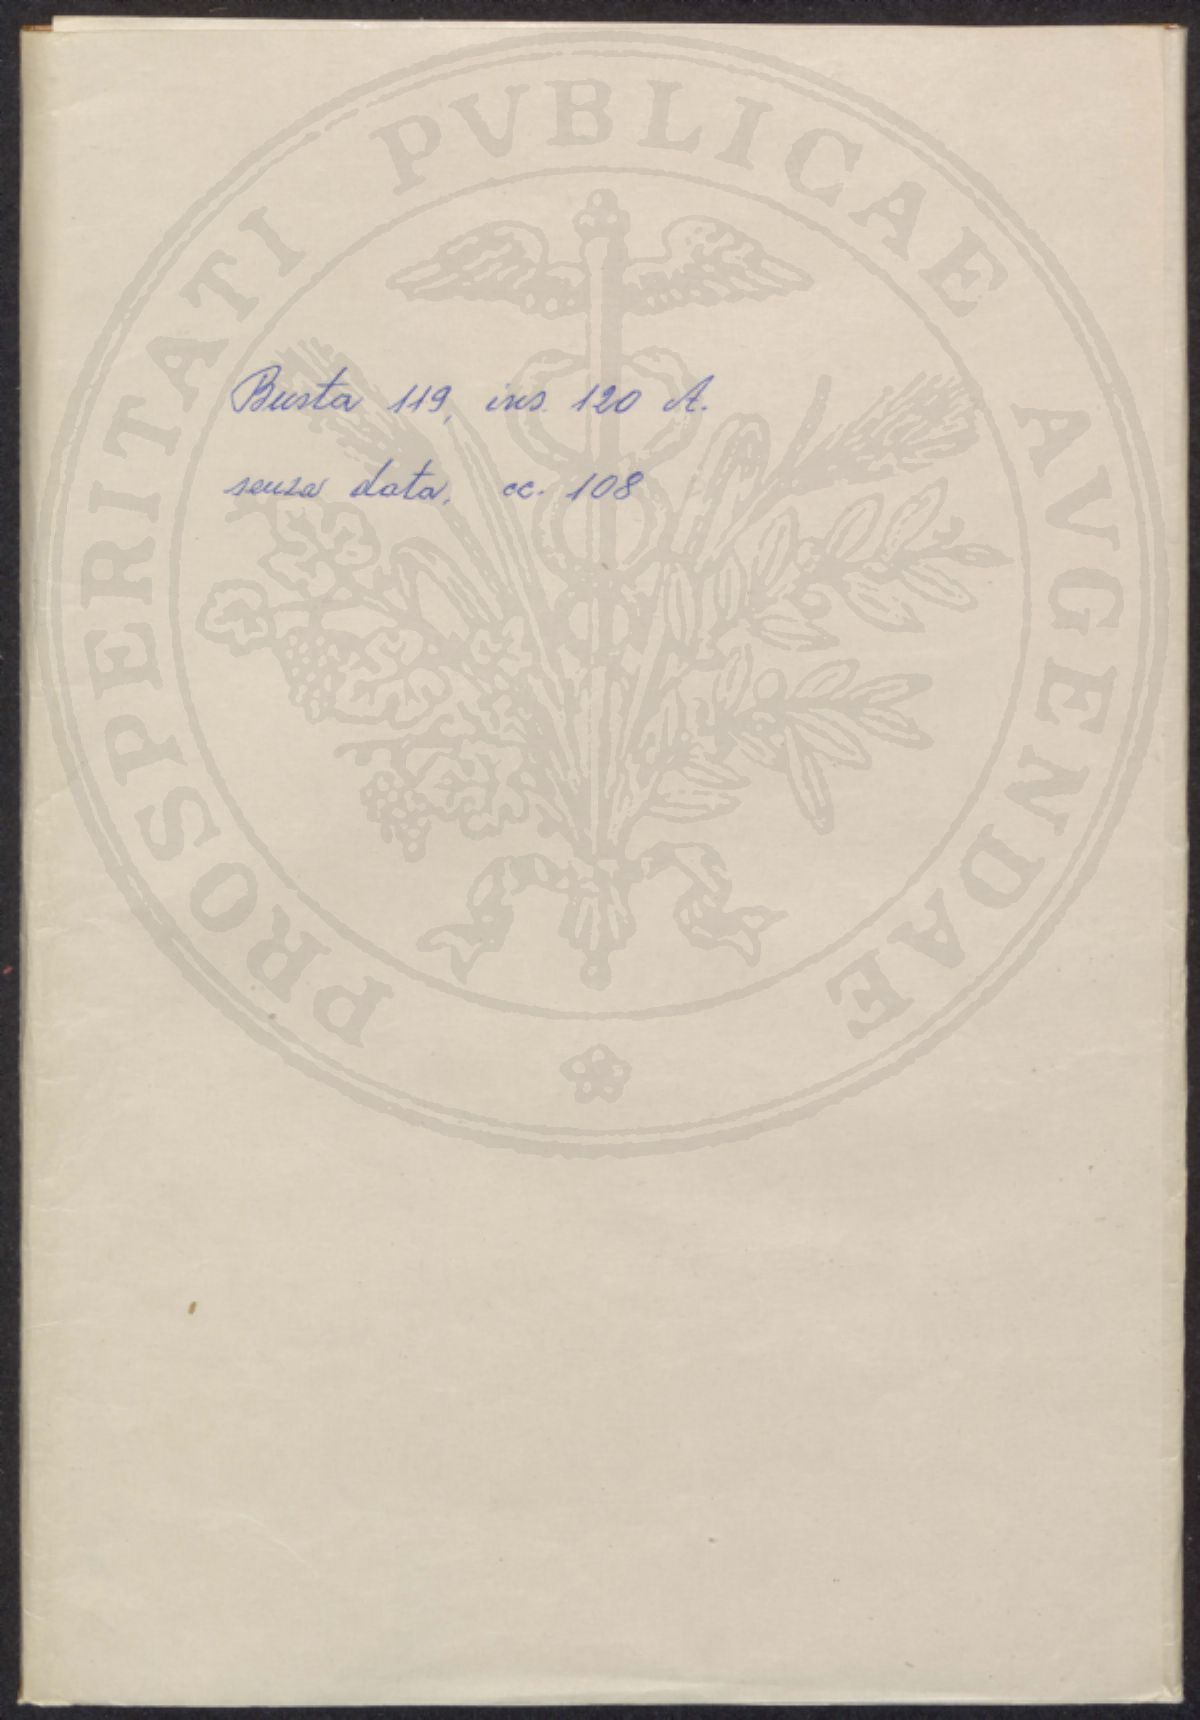 PROSPERITATI PVBLICAE AVGENDAE
Busta 119, ins. 120 A.
senza data, cc. 108